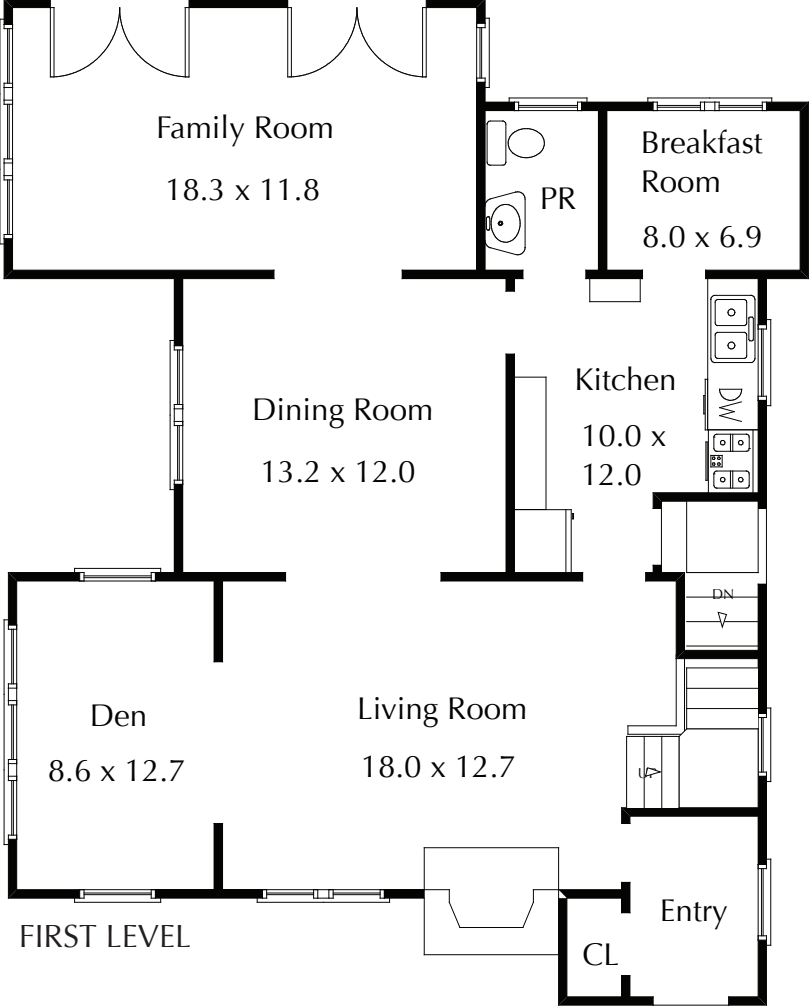 Family Room
18.3 x 11.8
PR
Breakfast
Room
8.0 x 6.9
Dining Room
13.2 x 12.0
Kitchen
10.0 x
12.0
DW
DN
Den
8.6 x 12.7
Living Room
18.0 x 12.7
Entry
CL
FIRST LEVEL